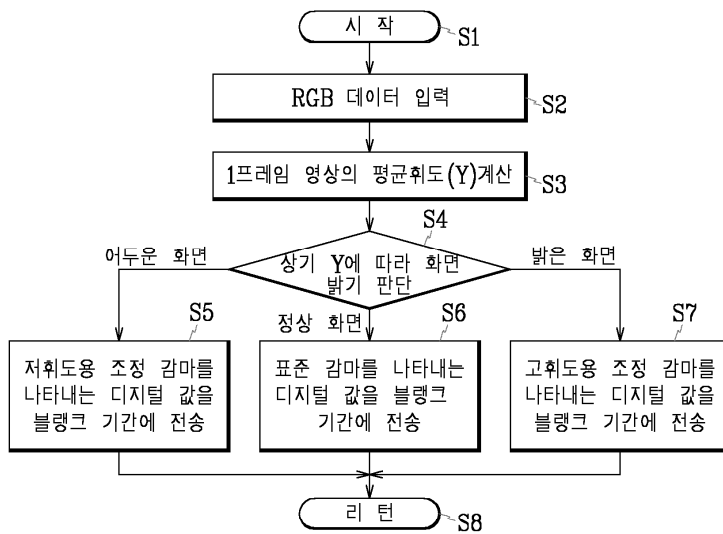 시 작
S1
RGB 데이터 입력
S2
1프레임 영상의 평균휘도(Y)계산
S3
S4
상기 Y에 따라 화면
밝기 판단
어두운 화면
정상 화면
밝은 화면
S5
저휘도용 조정 감마를
나타내는 디지털 값을
블랭크 기간에 전송
S6
표준 감마를 나타내는
디지털 값을 블랭크
기간에 전송
S7
고휘도용 조정 감마를
나타내는 디지털 값을
블랭크 기간에 전송
리 턴
S8